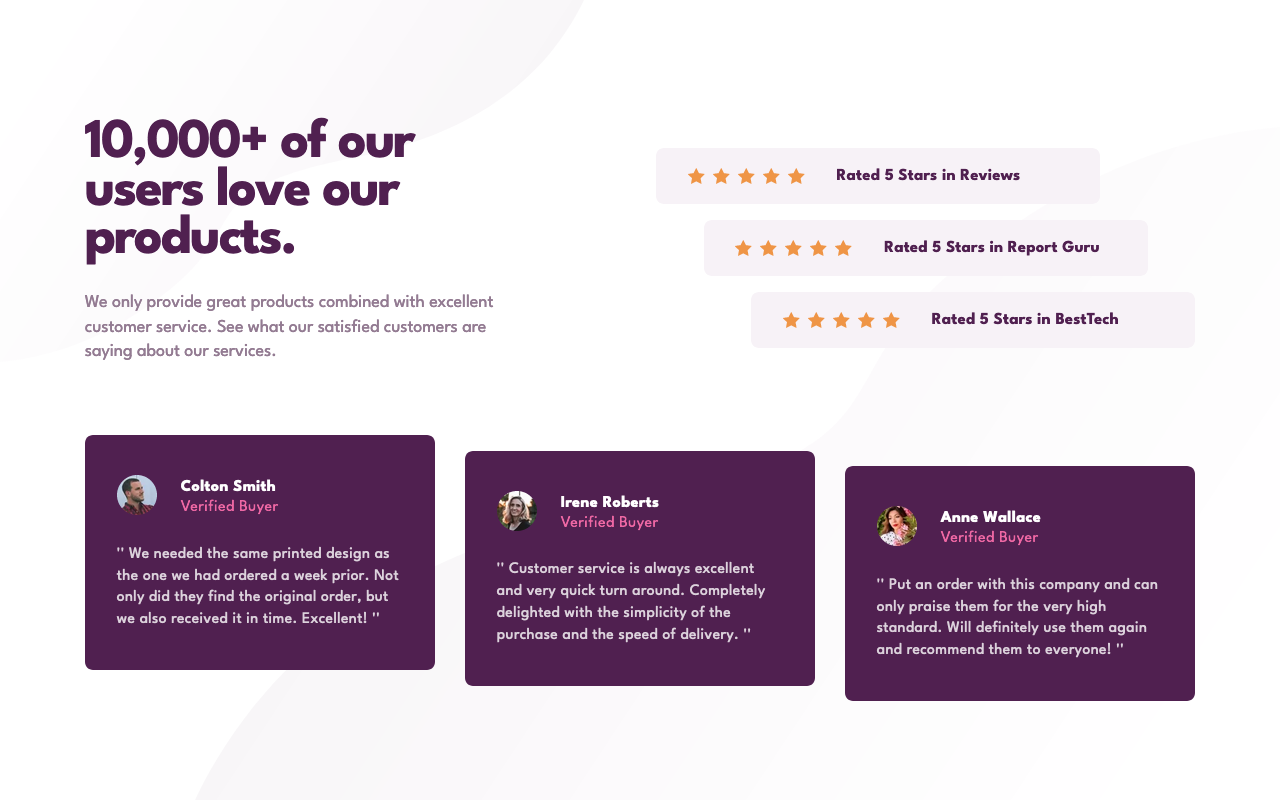 10,000+ of our
users love our
products.
We only provide great products combined with excellent
customer service. See what our satisfied customers are
saying about our services.
Rated 5 Stars in Reviews
Rated 5 Stars in Report Guru
Rated 5 Stars in BestTech
Colton Smith
Verified Buyer
" We needed the same printed design as
the one we had ordered a week prior. Not
only did they find the original order, but
we also received it in time. Excellent! "
Irene Roberts
Verified Buyer
" Customer service is always excellent
and very quick turn around. Completely
delighted with the simplicity of the
purchase and the speed of delivery. "
Anne Wallace
Verified Buyer
" Put an order with this company and can
only praise them for the very high
standard. Will definitely use them again
and recommend them to everyone! "